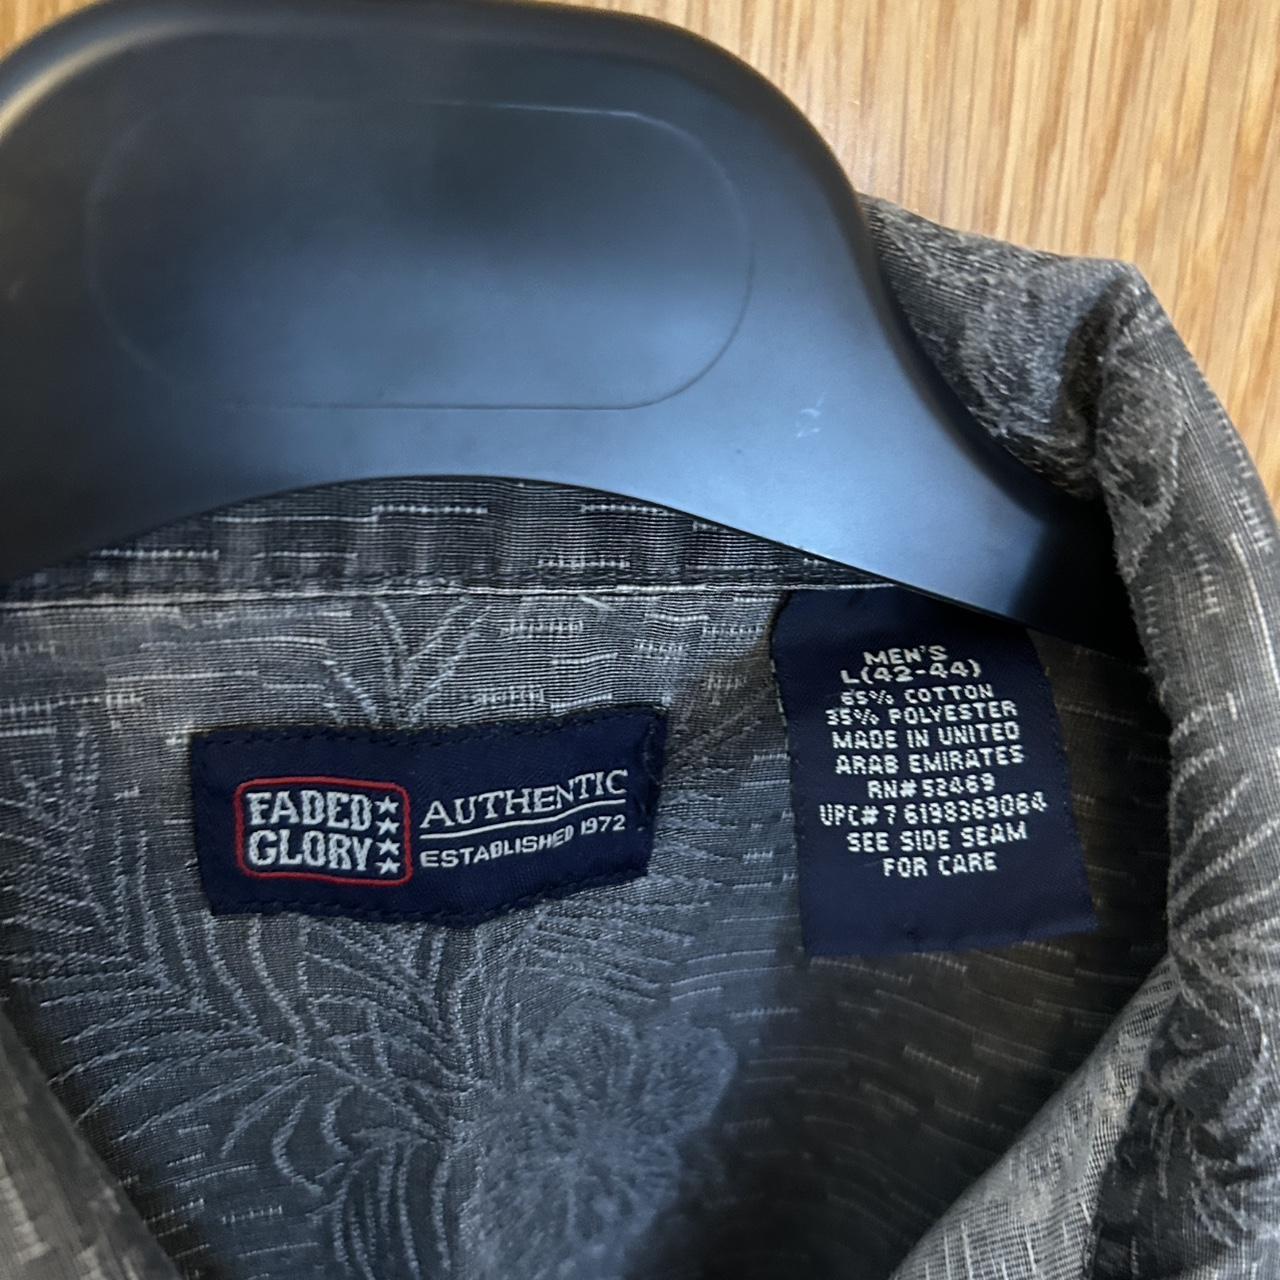 FADED
GLORY
AUTHENTIC
ESTABLISHED 1972
MEN'S
L(42-44)
65% COTTON
35% POLYESTER
MADE IN UNITED
ARAB EMIRATES
RN# 52469
UPC# 7 6198369064
SEE SIDE SEAM
FOR CARE